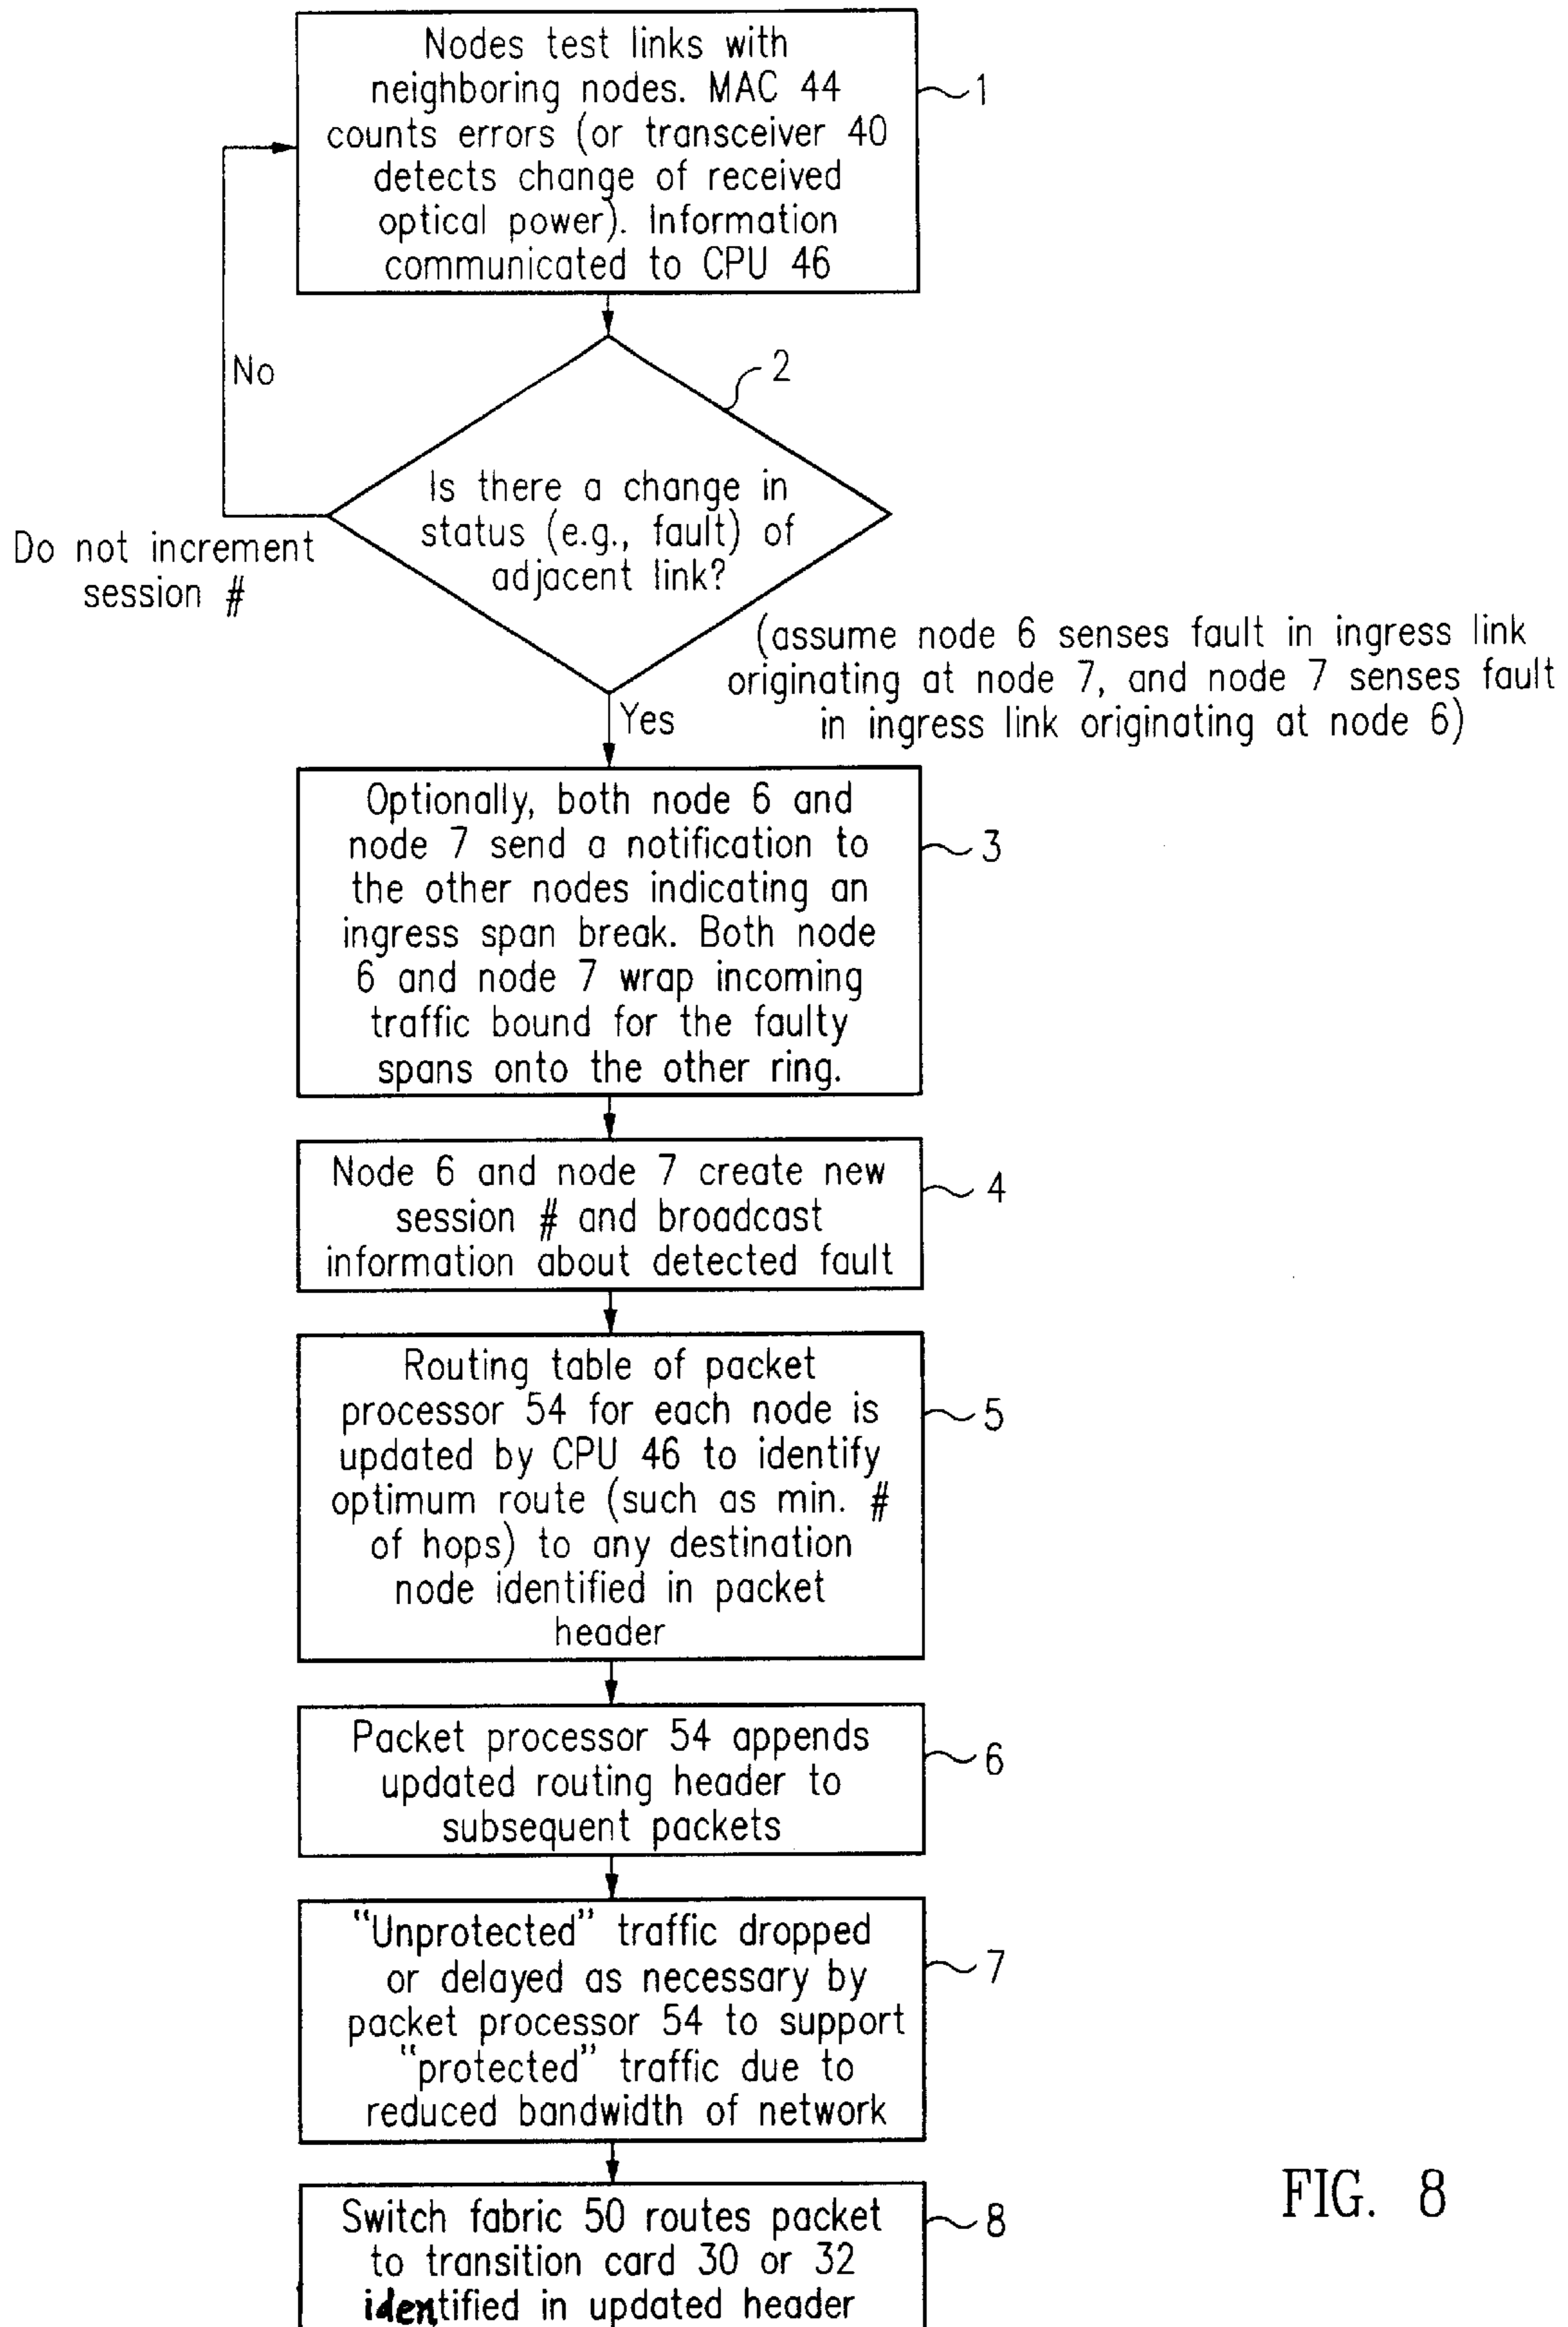 Nodes test links with
neighboring nodes. MAC 44
counts errors (or transceiver 40
detects change of received
optical power). Information
communicated to CPU 46
1
No
2
Is there a change in
status (e.g., fault) of
adjacent link?
Do not increment
session #
(assume node 6 senses fault in ingress link
originating at node 7, and node 7 senses fault
in ingress link originating at node 6)
Yes
Optionally, both node 6 and
node 7 send a notification to
the other nodes indicating an
ingress span break. Both node
6 and node 7 wrap incoming
traffic bound for the faulty
spans onto the other ring.
3
Node 6 and node 7 create new
session # and broadcast
information about detected fault
4
Routing table of packet
processor 54 for each node is
updated by CPU 46 to identify
optimum route (such as min. #
of hops) to any destination
node identified in packet
header
5
Packet processor 54 appends
updated routing header to
subsequent packets
6
"Unprotected" traffic dropped
or delayed as necessary by
packet processor 54 to support
"protected" traffic due to
reduced bandwidth of network
7
Switch fabric 50 routes packet
to transition card 30 or 32
identified in updated header
8
FIG. 8